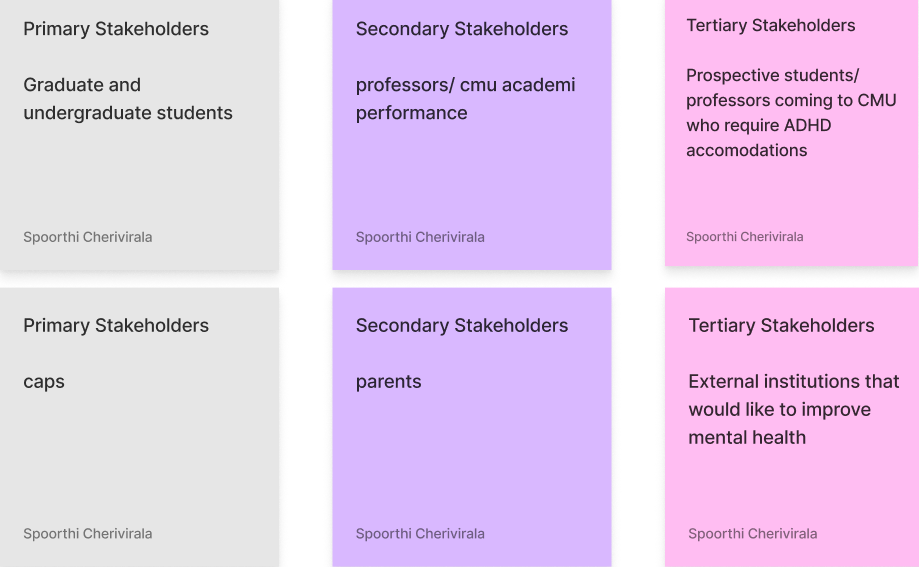 Primary Stakeholders
Graduate and
undergraduate students
Spoorthi Cherivirala
Secondary Stakeholders
professors/ cmu academi
performance
Spoorthi Cherivirala
Tertiary Stakeholders
Prospective students/
professors coming to CMU
who require ADHD
accomodations
Spoorthi Cherivirala
Primary Stakeholders
caps
Spoorthi Cherivirala
Secondary Stakeholders
parents
Spoorthi Cherivirala
Tertiary Stakeholders
External institutions that
would like to improve
mental health
Spoorthi Cherivirala